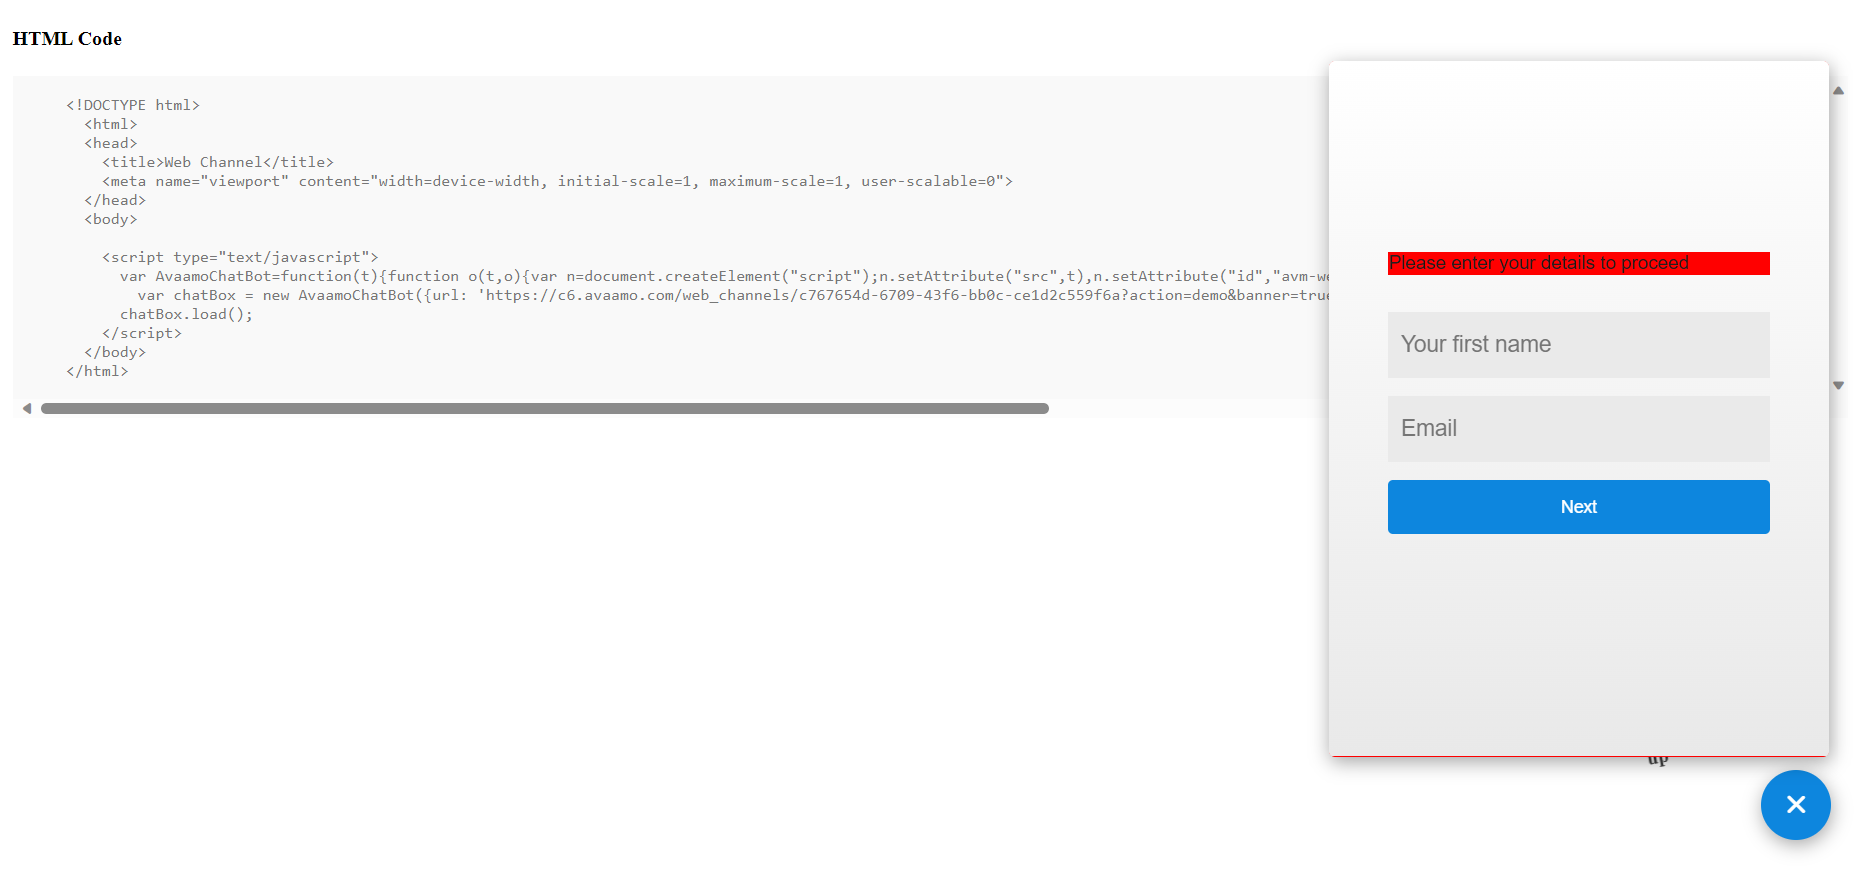 HTML Code
<!DOCTYPE html>
<html>
<head>
<title>Web Channel</title>
<meta name="viewport" content="width=device-width, initial-scale=1, maximum-scale=1, user-scalable=0">
</head>
<body>
<script type="text/javascript">
var AvaamoChatBot=function(t){function o(t,o){var n=document.createElement("script");n.setAttribute("src",t),n.setAttribute("id","avm-we
var chatBox = new AvaamoChatBot({url: 'https://c6.avaamo.com/web_channels/c767654d-6709-43f6-bb0c-ce1d2c559f6a?action=demo&banner=true
chatBox.load();
</script>
</body>
</html>
Please enter your details to proceed
Your first name
Email
Next
up